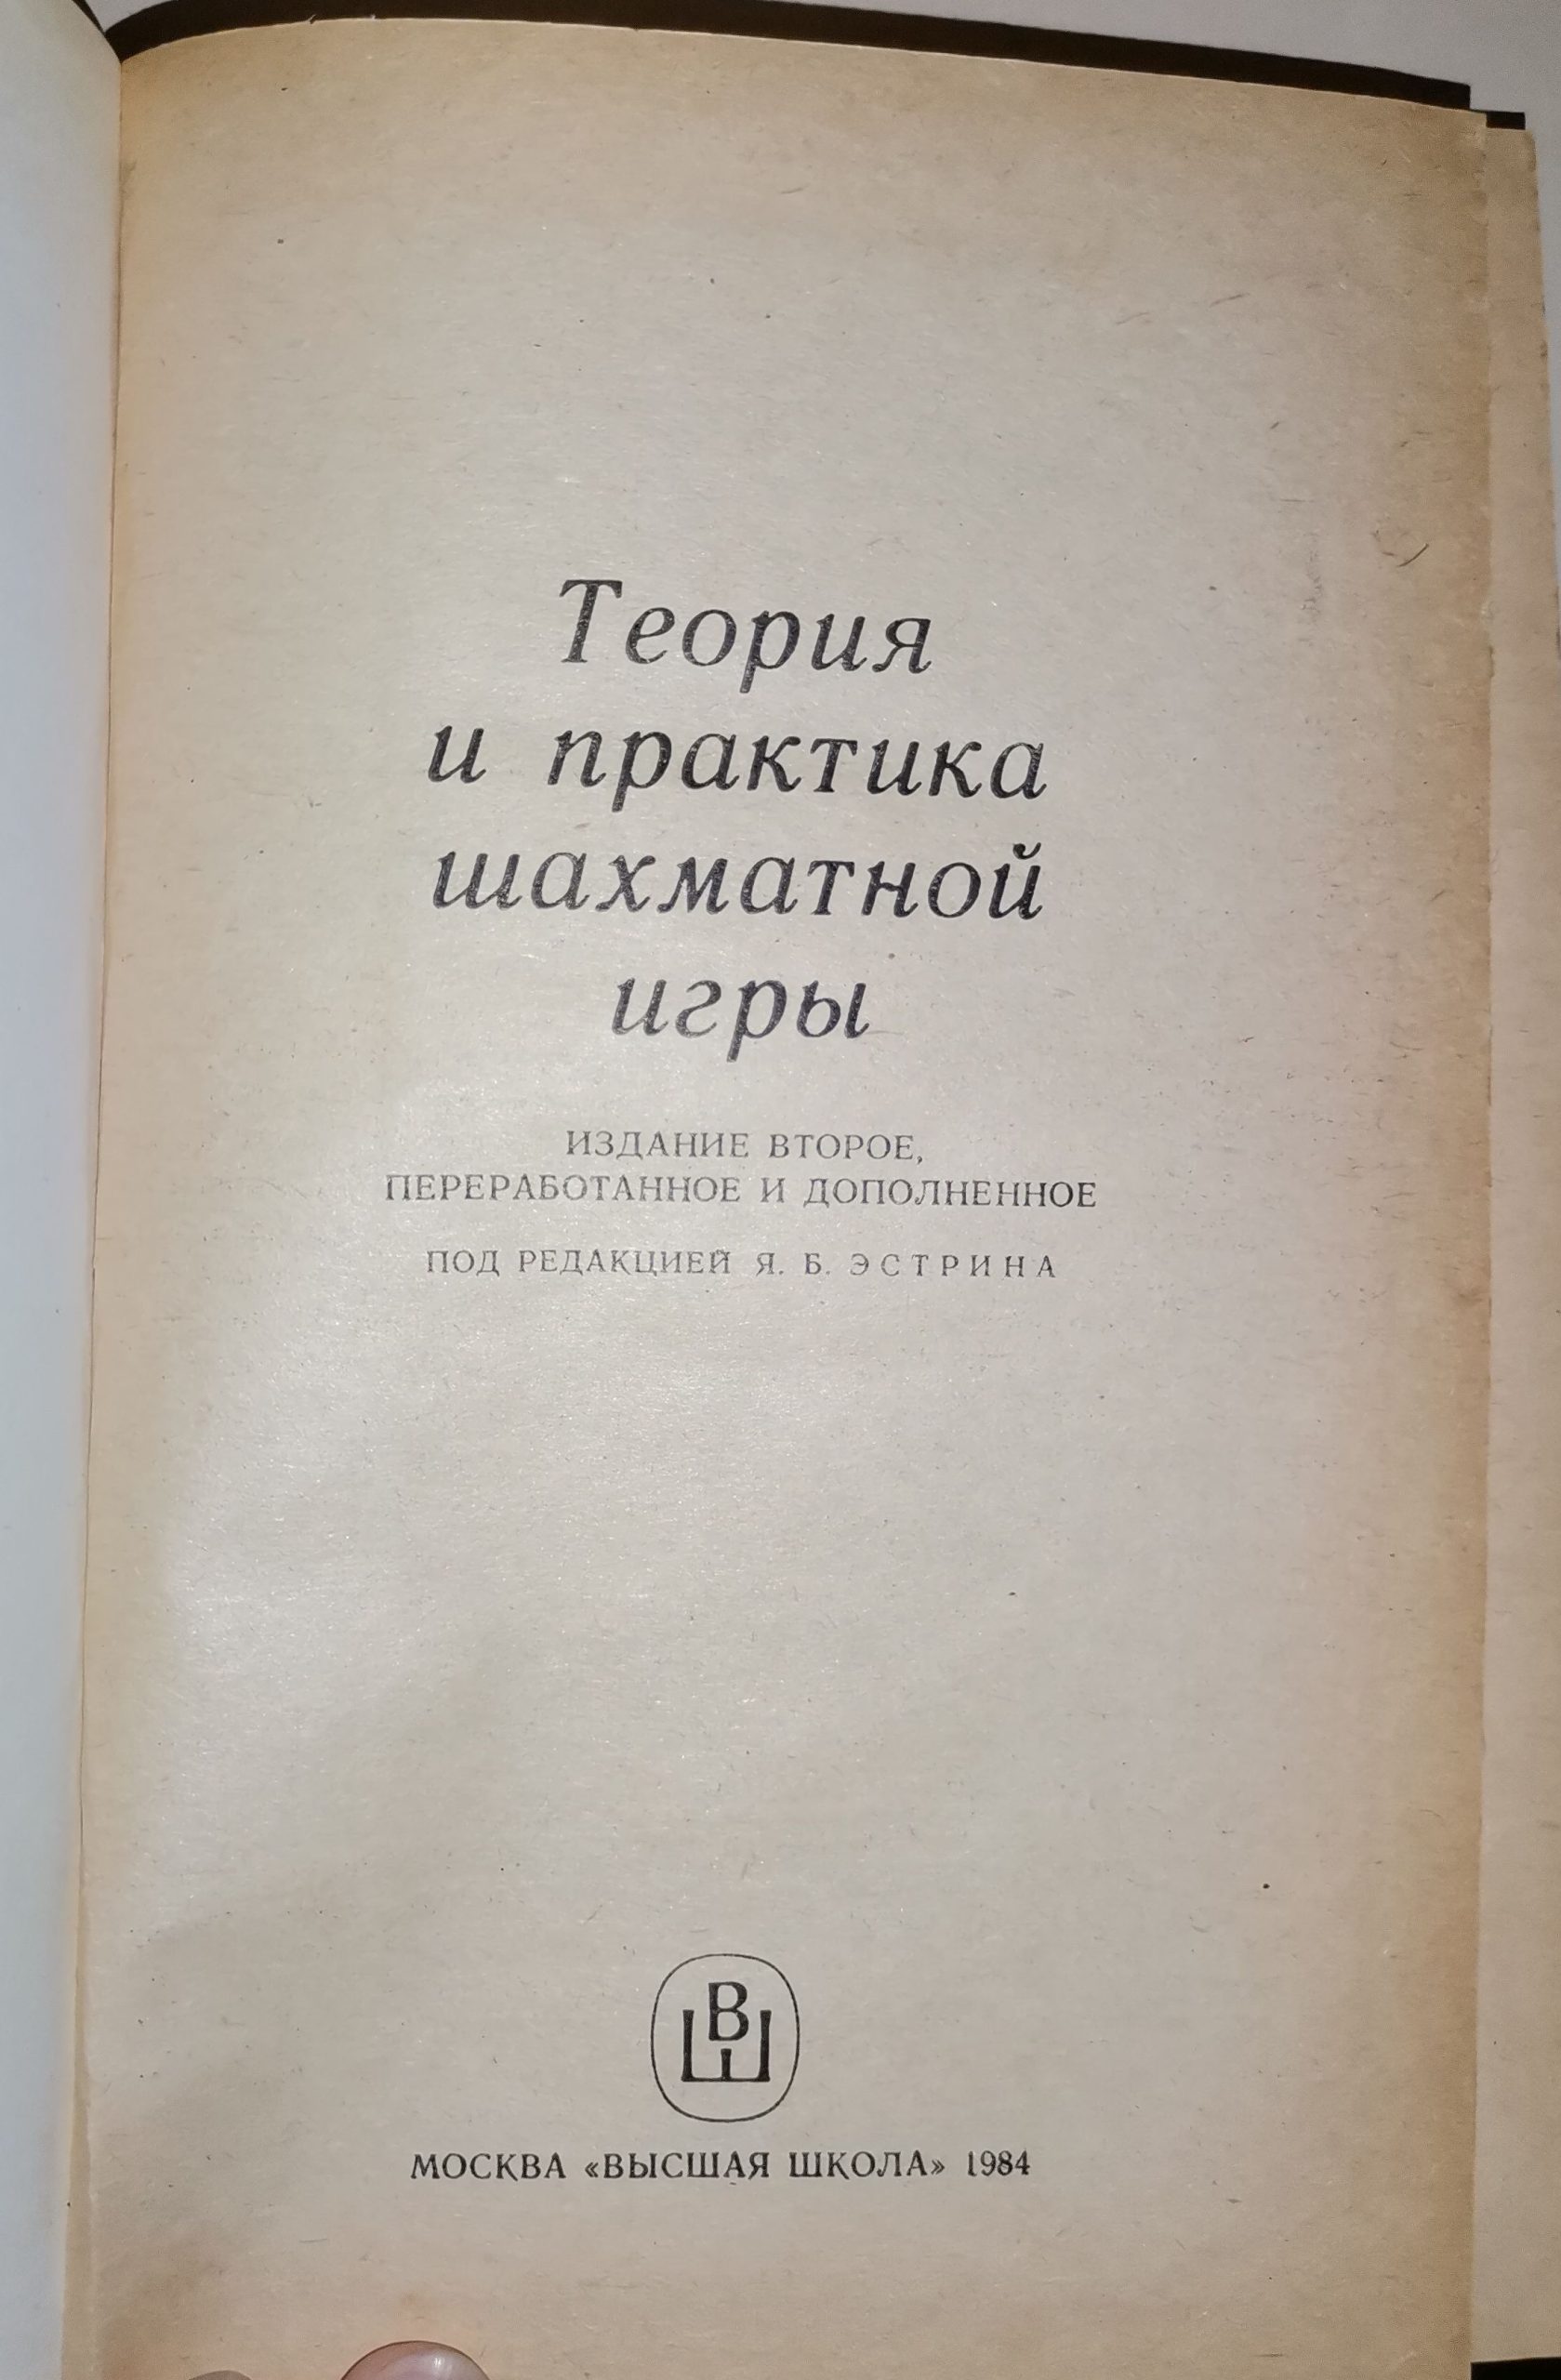 Теория
и практика
шахматной
игры
ИЗДАНИЕ ВТОРОЕ,
ПЕРЕРАБОТАННОЕ И ДОПОЛНЕННОЕ
ПОД РЕДАКЦИЕЙ Я. Б. ЭСТРИНА
ВШ
МОСКВА «ВЫСШАЯ ШКОЛА» 1984